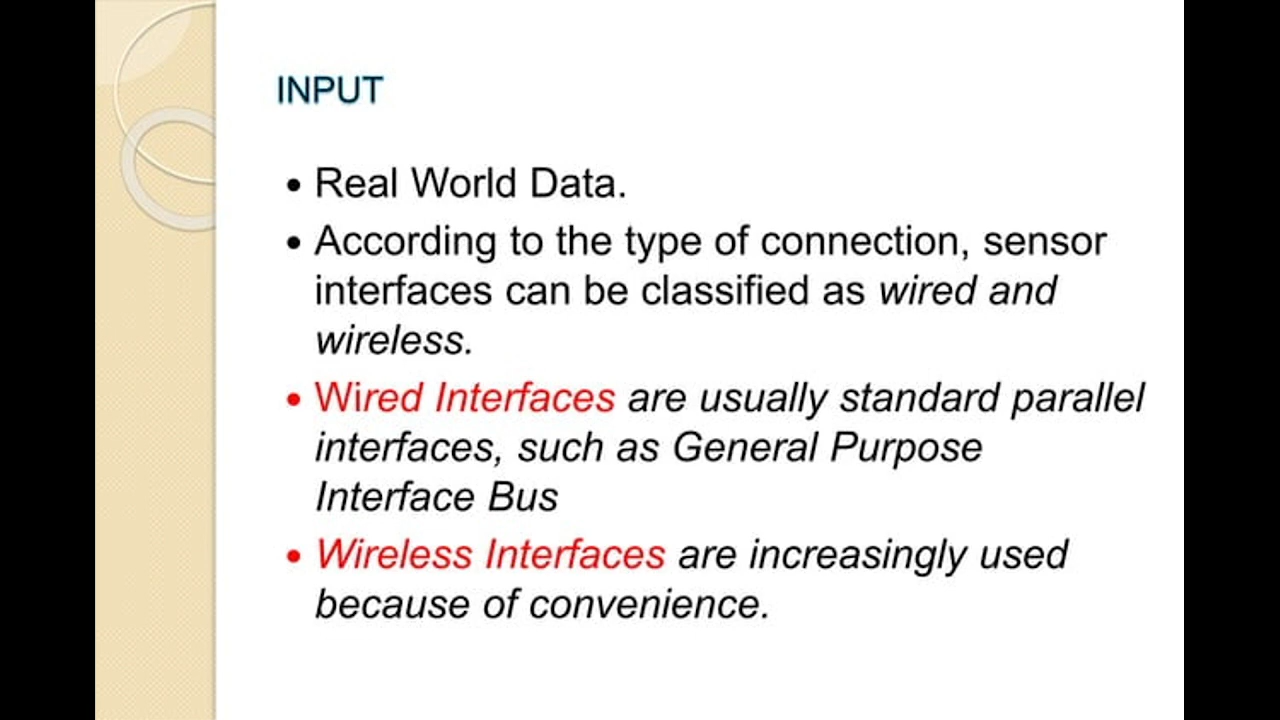 INPUT
• Real World Data.
• According to the type of connection, sensor
interfaces can be classified as wired and
wireless.
• Wired Interfaces are usually standard parallel
interfaces, such as General Purpose
Interface Bus
• Wireless Interfaces are increasingly used
because of convenience.